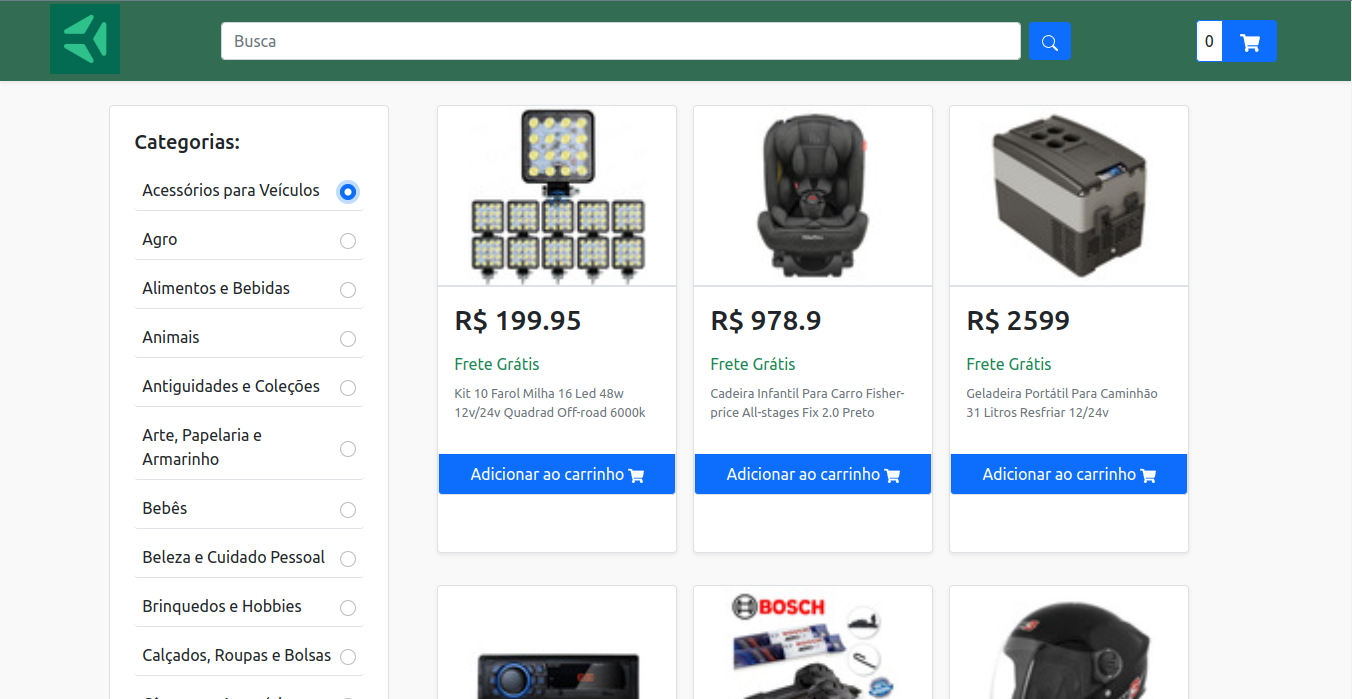 Busca
0
Categorias:
Acessórios para Veículos
Agro
Alimentos e Bebidas
Animais
Antiguidades e Coleções
Arte, Papelaria e
Armarinho
Bebês
Beleza e Cuidado Pessoal
Brinquedos e Hobbies
Calçados, Roupas e Bolsas
R$ 199.95
Frete Grátis
Kit 10 Farol Milha 16 Led 48w
12v/24v Quadrad Off-road 6000k
Adicionar ao carrinho
R$ 978.9
Frete Grátis
Cadeira Infantil Para Carro Fisher-
price All-stages Fix 2.0 Preto
Adicionar ao carrinho
R$ 2599
Frete Grátis
Geladeira Portátil Para Caminhão
31 Litros Resfriar 12/24v
Adicionar ao carrinho
BOSCH